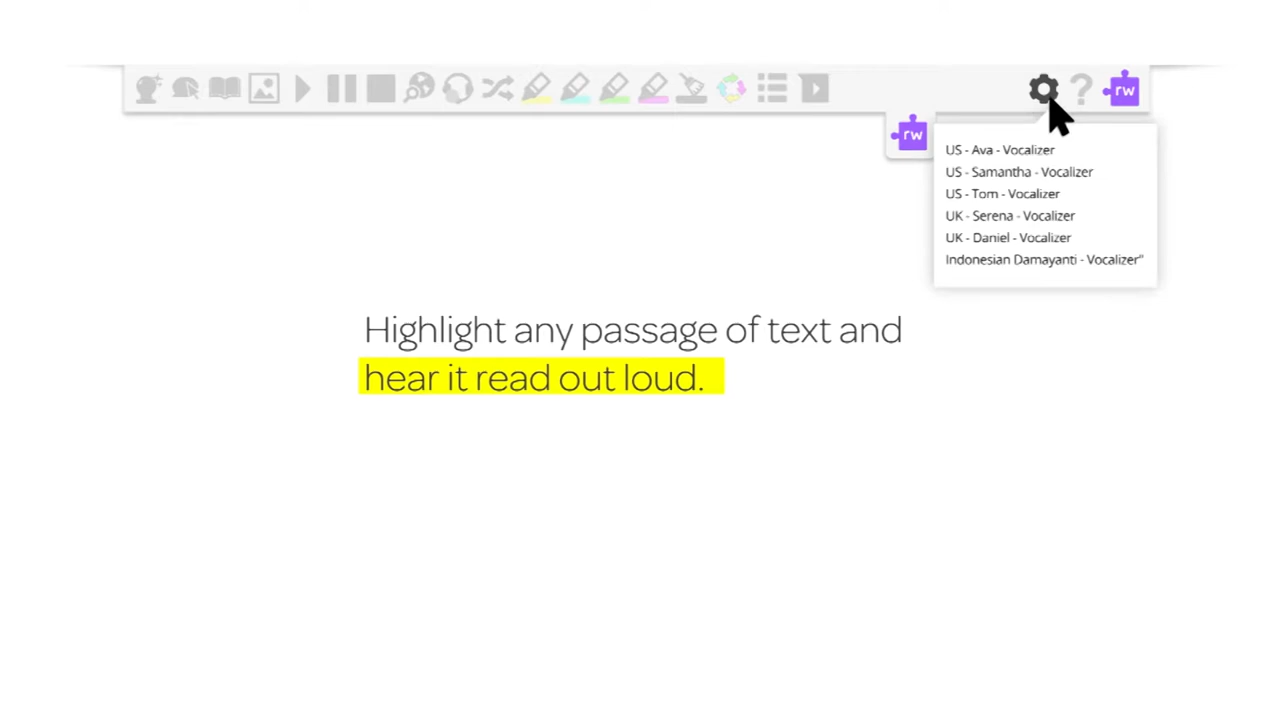 ?
rw
rw
US - Ava - Vocalizer
US - Samantha - Vocalizer
US - Tom - Vocalizer
UK - Serena - Vocalizer
UK - Daniel - Vocalizer
Indonesian Damayanti - Vocalizer"
Highlight any passage of text and
hear it read out loud.